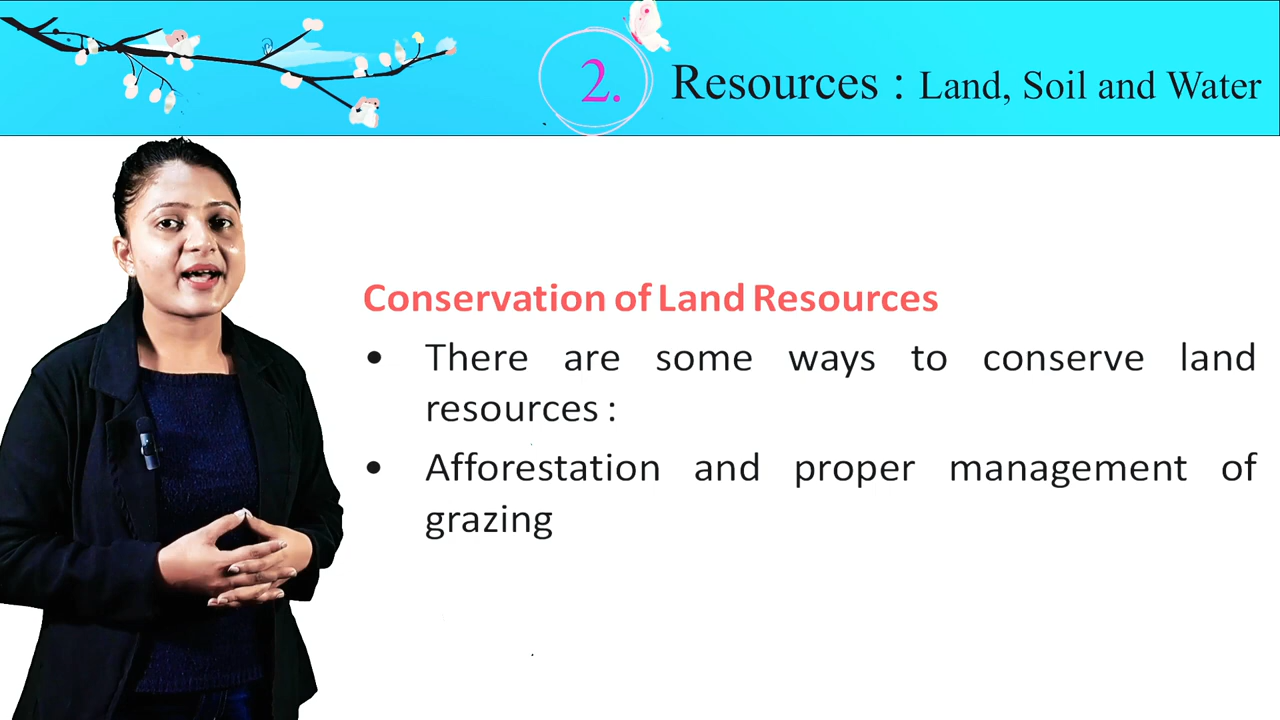 2. Resources : Land, Soil and Water
Conservation of Land Resources
• There are some ways to conserve land
resources :
• Afforestation and proper management of
grazing